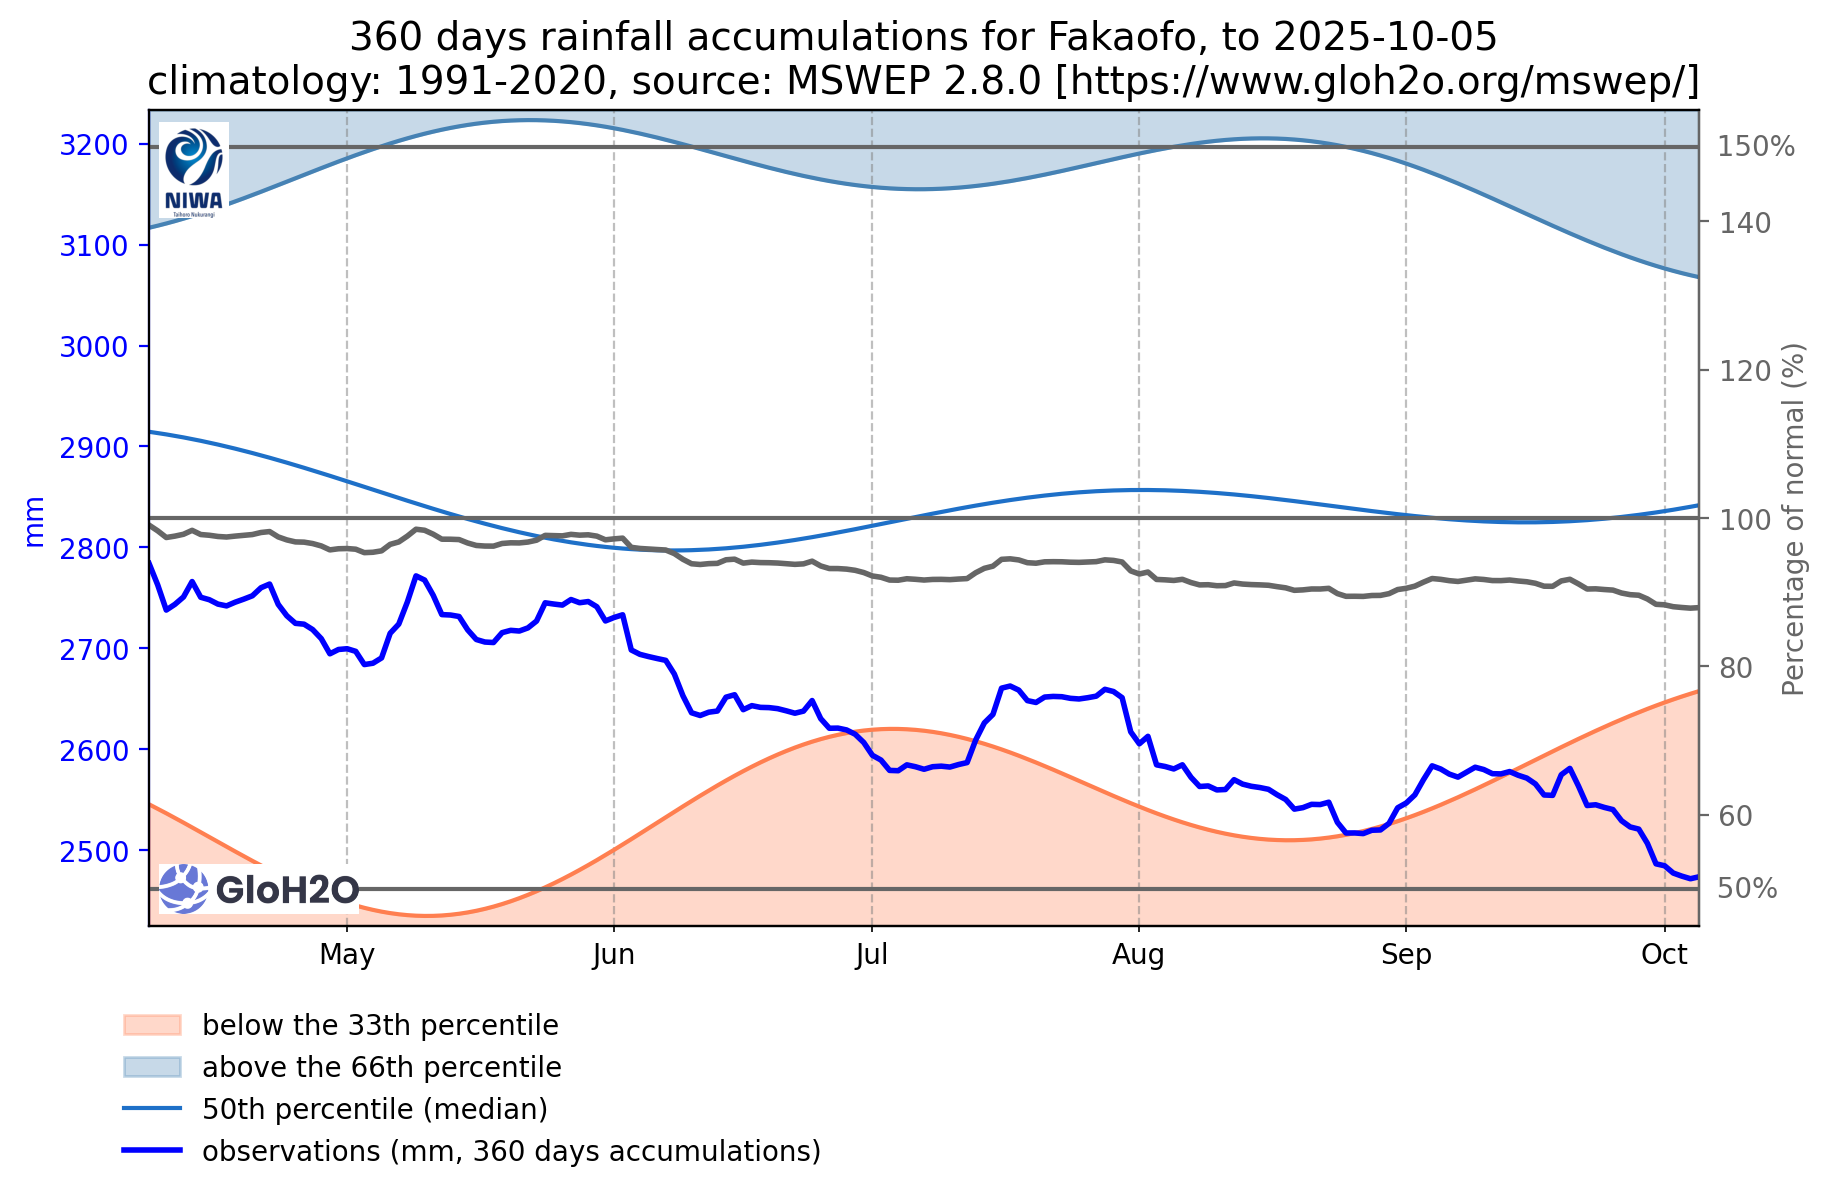 360 days rainfall accumulations for Fakaofo, to 2025-10-05
climatology: 1991-2020, source: MSWEP 2.8.0 [https://www.gloh2o.org/mswep/]
3200
3100
3000
2900
2800
2700
2600
2500
mm
NIWA
Taihoro Nukurangi
GloH2O
150%
140
120
100
80
60
50%
Percentage of normal (%)
May
Jun
Jul
Aug
Sep
Oct
below the 33th percentile
above the 66th percentile
50th percentile (median)
observations (mm, 360 days accumulations)